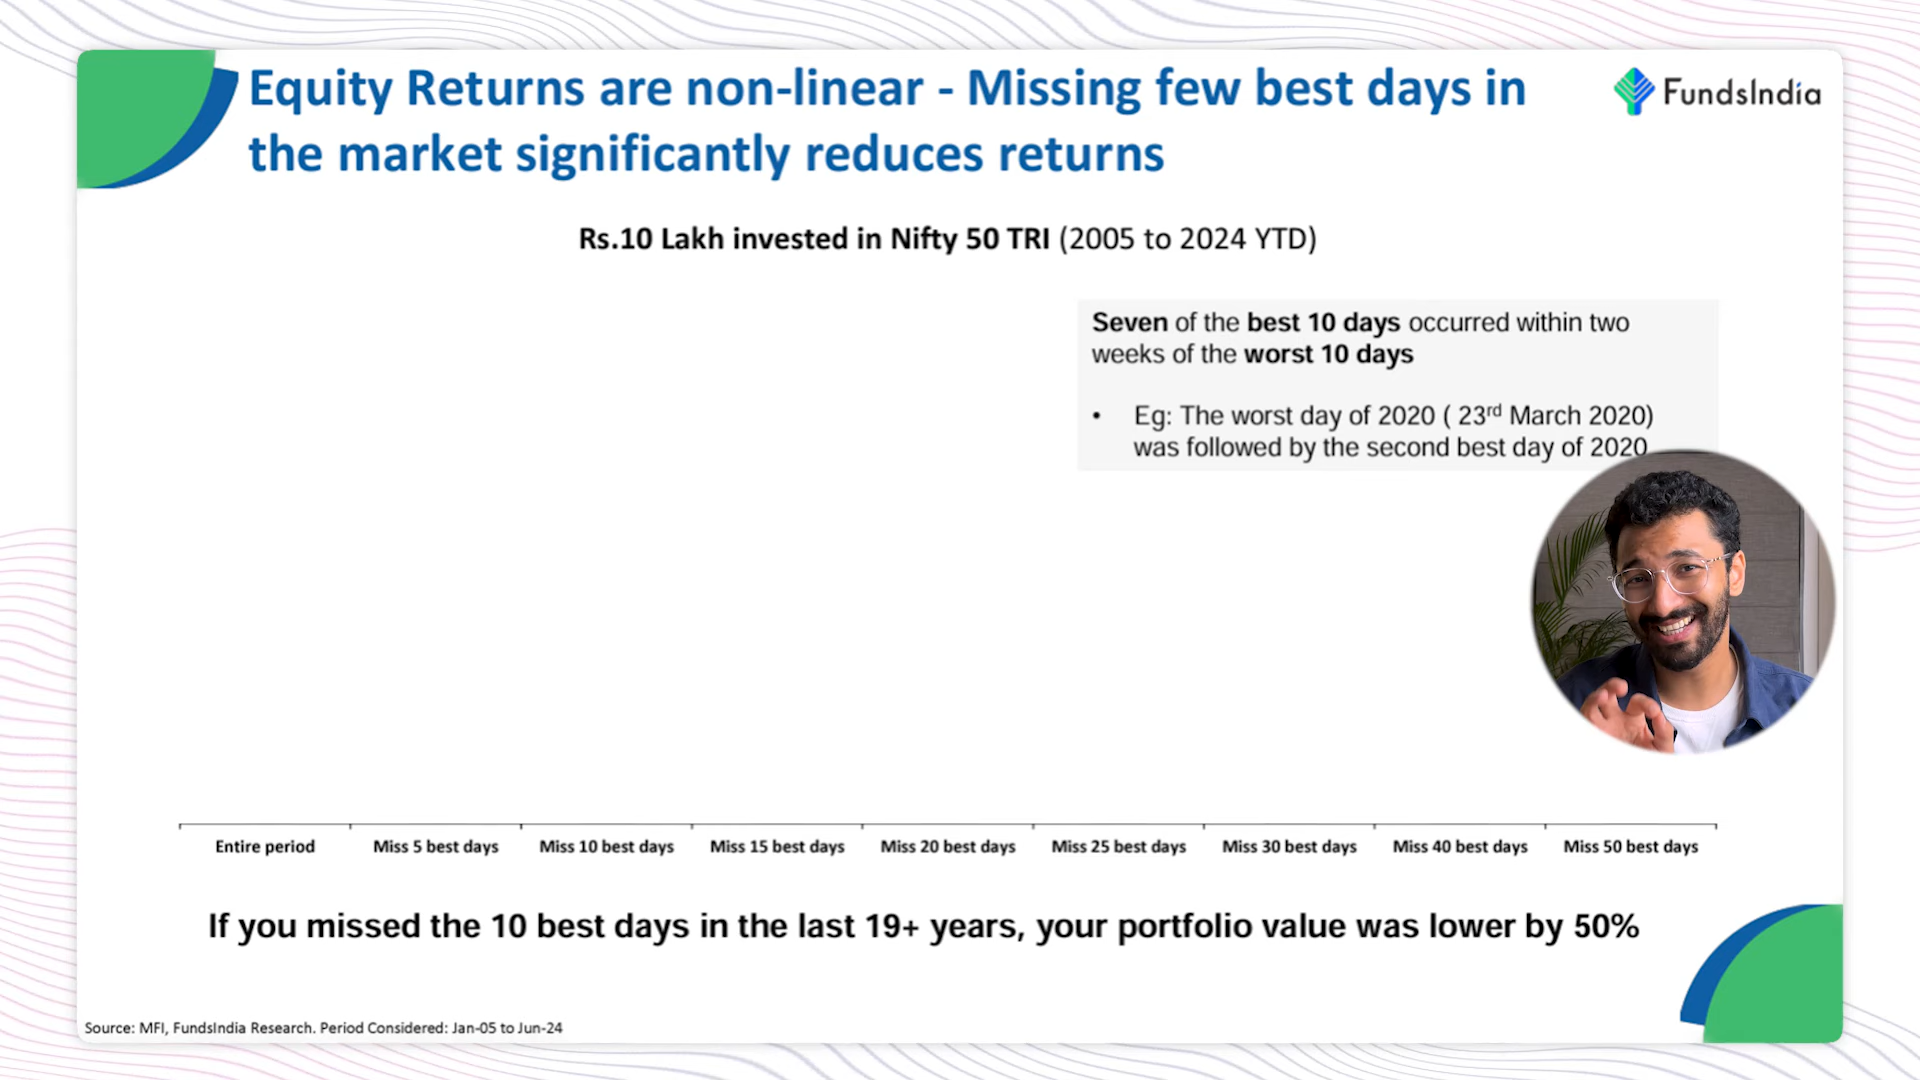 Equity Returns are non-linear - Missing few best days in
the market significantly reduces returns
FundsIndia
Rs.10 Lakh invested in Nifty 50 TRI (2005 to 2024 YTD)
Seven of the best 10 days occurred within two
weeks of the worst 10 days
• Eg: The worst day of 2020 ( 23rd March 2020)
was followed by the second best day of 2020
Entire period
Miss 5 best days
Miss 10 best days
Miss 15 best days
Miss 20 best days
Miss 25 best days
Miss 30 best days
Miss 40 best days
Miss 50 best days
If you missed the 10 best days in the last 19+ years, your portfolio value was lower by 50%
Source: MFI, FundsIndia Research. Period Considered: Jan-05 to Jun-24